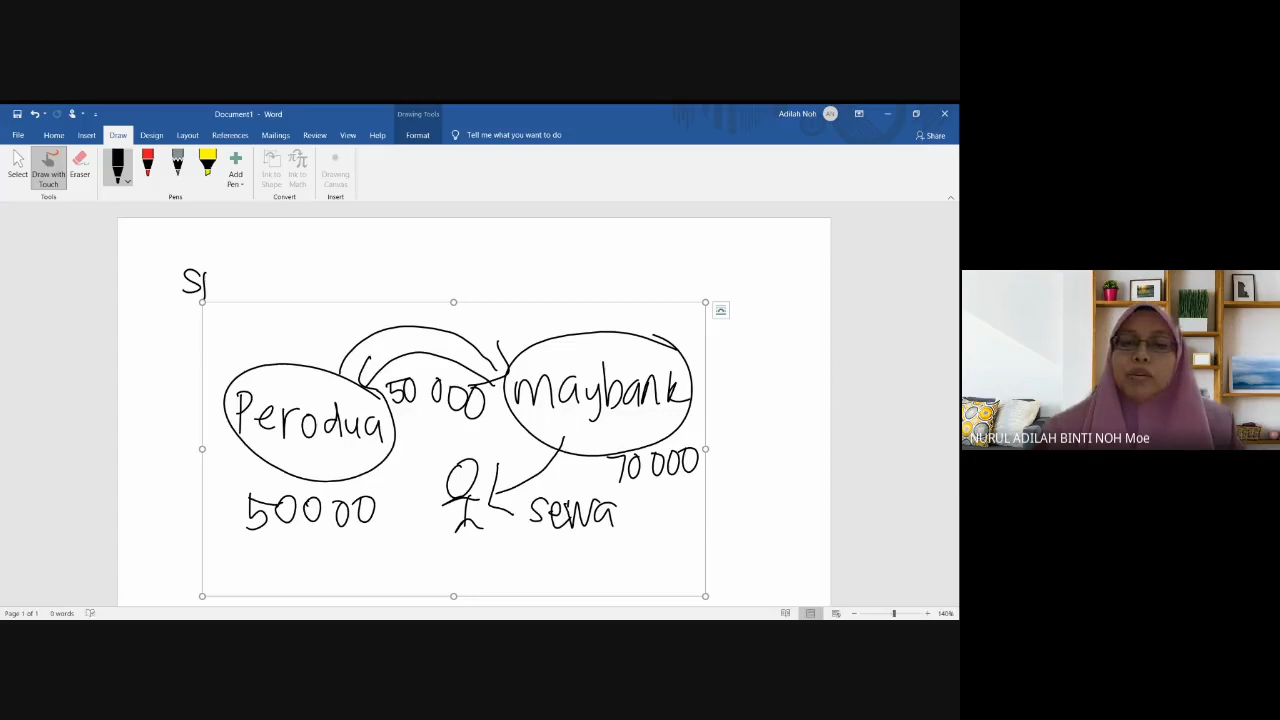 Document1 - Word
Drawing Tools
Adilah Noh
AN
File
Home
Insert
Draw
Design
Layout
References
Mailings
Review
View
Help
Format
Tell me what you want to do
Share
Select
Draw with Touch
Eraser
Add Pen
Ink to Shape
Ink to Math
Drawing Canvas
Tools
Pens
Convert
Insert
Perodua
50 000
maybank
70 000
50000
sewa
NURUL ADILAH BINTI NOH Moe
Page 1 of 1
0 words
140%